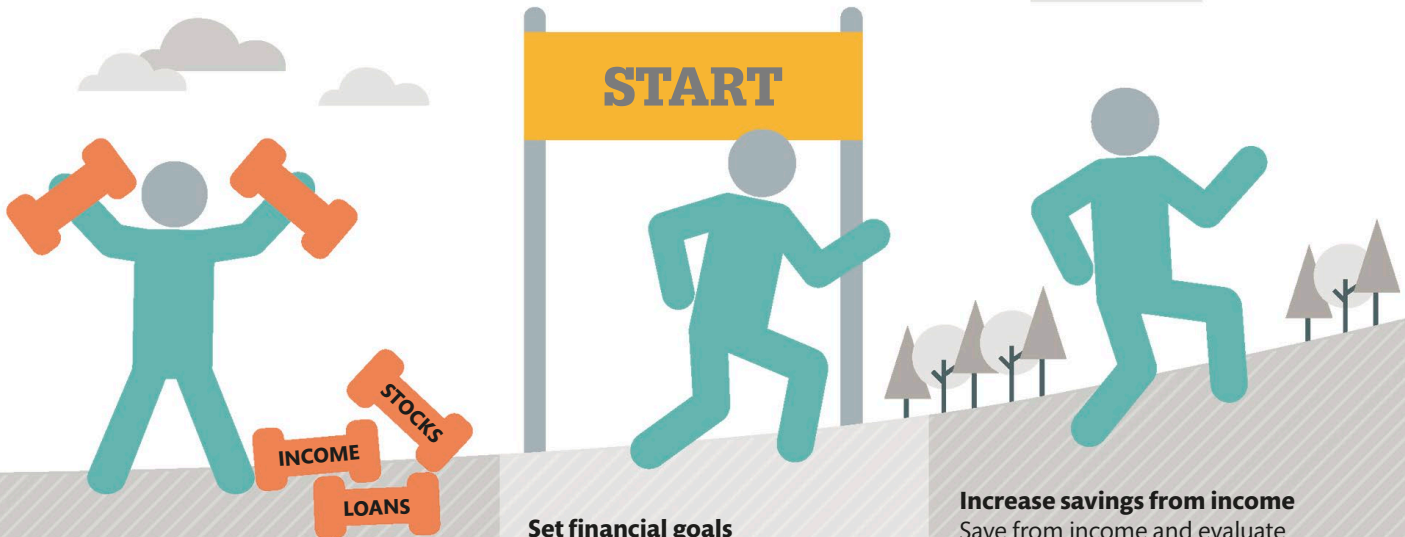 START
STOCKS
INCOME
LOANS
Set financial goals
Increase savings from income
Save from income and evaluate